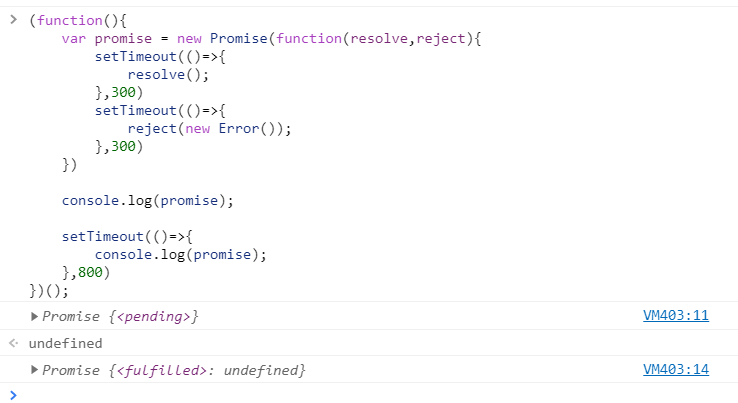 (function(){
    var promise = new Promise(function(resolve,reject){
        setTimeout(()=>{
            resolve();
        },300)
        setTimeout(()=>{
            reject(new Error());
        },300)
    })

    console.log(promise);

    setTimeout(()=>{
        console.log(promise);
    },800)
})();
Promise {<pending>} VM403:11
undefined
Promise {<fulfilled>: undefined} VM403:14